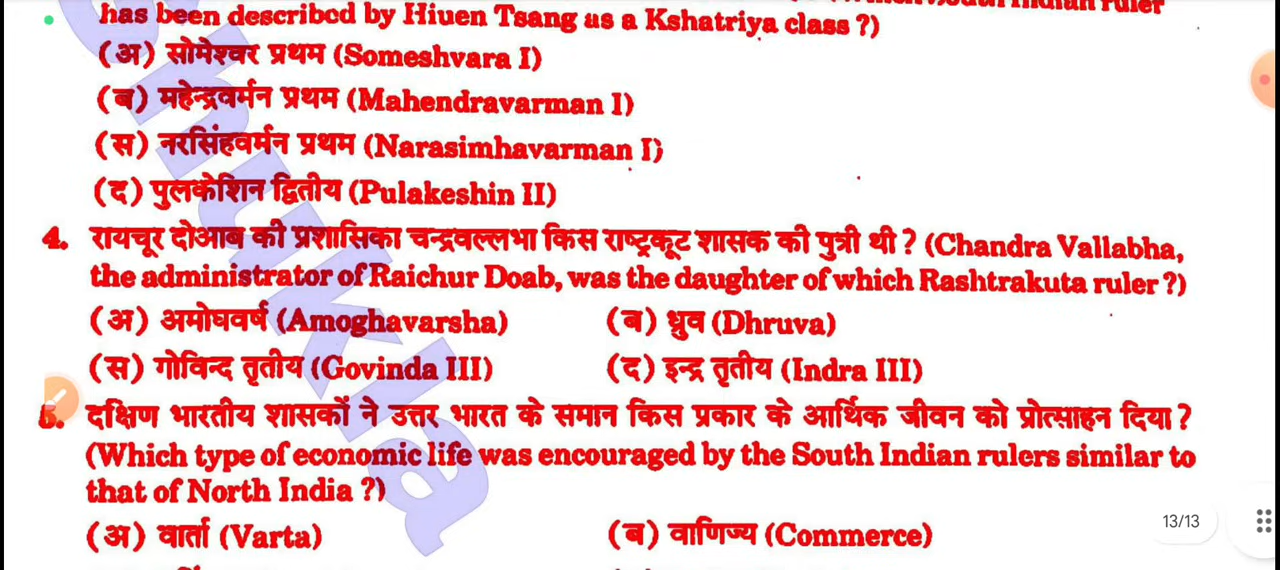 has been described by Hiuen Tsang as a Kshatriya class ?)
(अ) सोमेश्वर प्रथम (Someshvara I)
(ब) महेन्द्रवर्मन प्रथम (Mahendravarman I)
(स) नरसिंहवर्मन प्रथम (Narasimhavarman I)
(द) पुलकेशिन द्वितीय (Pulakeshin II)
4. रायचूर दोआब की प्रशासिका चन्द्रवल्लभा किस राष्ट्रकूट शासक की पुत्री थी ? (Chandra Vallabha,
the administrator of Raichur Doab, was the daughter of which Rashtrakuta ruler ?)
(अ) अमोघवर्ष (Amoghavarsha) (ब) ध्रुव (Dhruva)
(स) गोविन्द तृतीय (Govinda III) (द) इन्द्र तृतीय (Indra III)
5. दक्षिण भारतीय शासकों ने उत्तर भारत के समान किस प्रकार के आर्थिक जीवन को प्रोत्साहन दिया ?
(Which type of economic life was encouraged by the South Indian rulers similar to
that of North India ?)
13/13
(अ) वार्ता (Varta) (ब) वाणिज्य (Commerce)